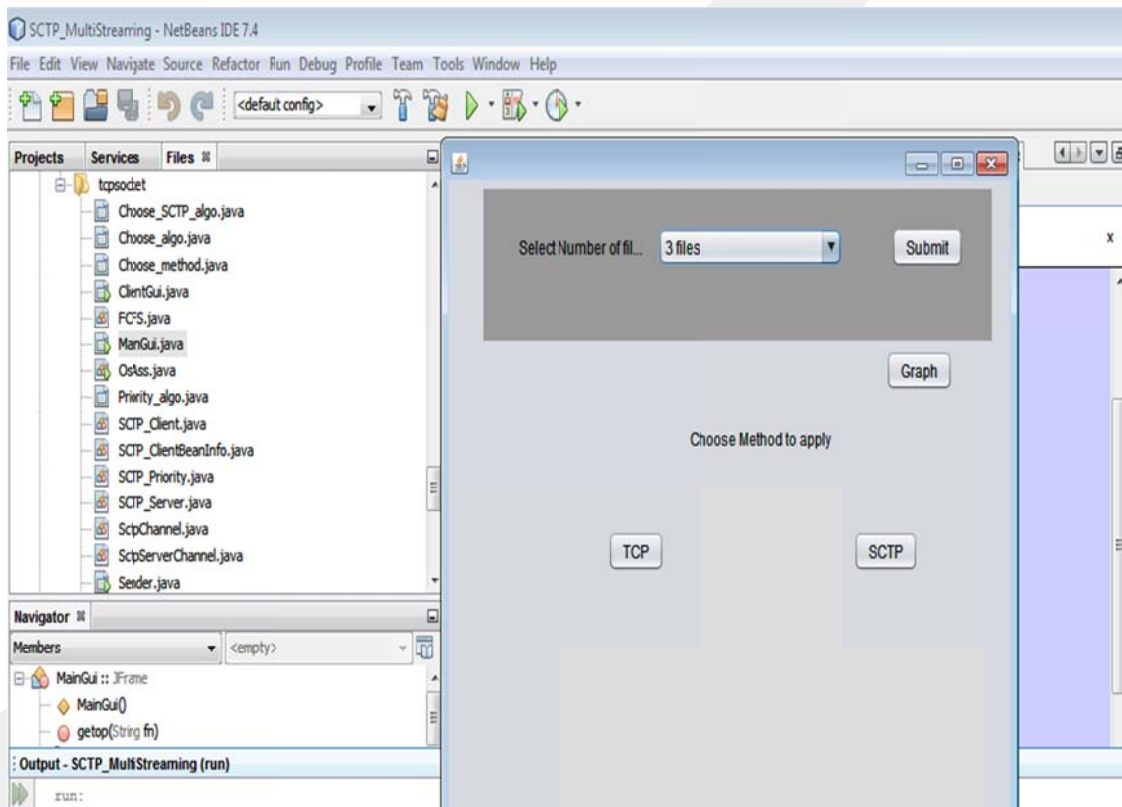 SCTP_MultiStreaming - NetBeans IDE 7.4
File Edit View Navigate Source Refactor Run Debug Profile Team Tools Window Help
<default config>
Projects Services Files
tcpsocket
Choose_SCTP_algo.java
Choose_algo.java
Choose_method.java
ClientGui.java
FCFS.java
MainGui.java
OsAss.java
Priority_algo.java
SCTP_Client.java
SCTP_ClientBeanInfo.java
SCTP_Priority.java
SCTP_Server.java
SctpChannel.java
SctpServerChannel.java
Sender.java
Navigator
Members <empty>
MainGui :: JFrame
MainGui()
getop(String fn)
Output - SCTP_MultiStreaming (run)
run:
Select Number of fil... 3 files Submit
Graph
Choose Method to apply
TCP SCTP
x